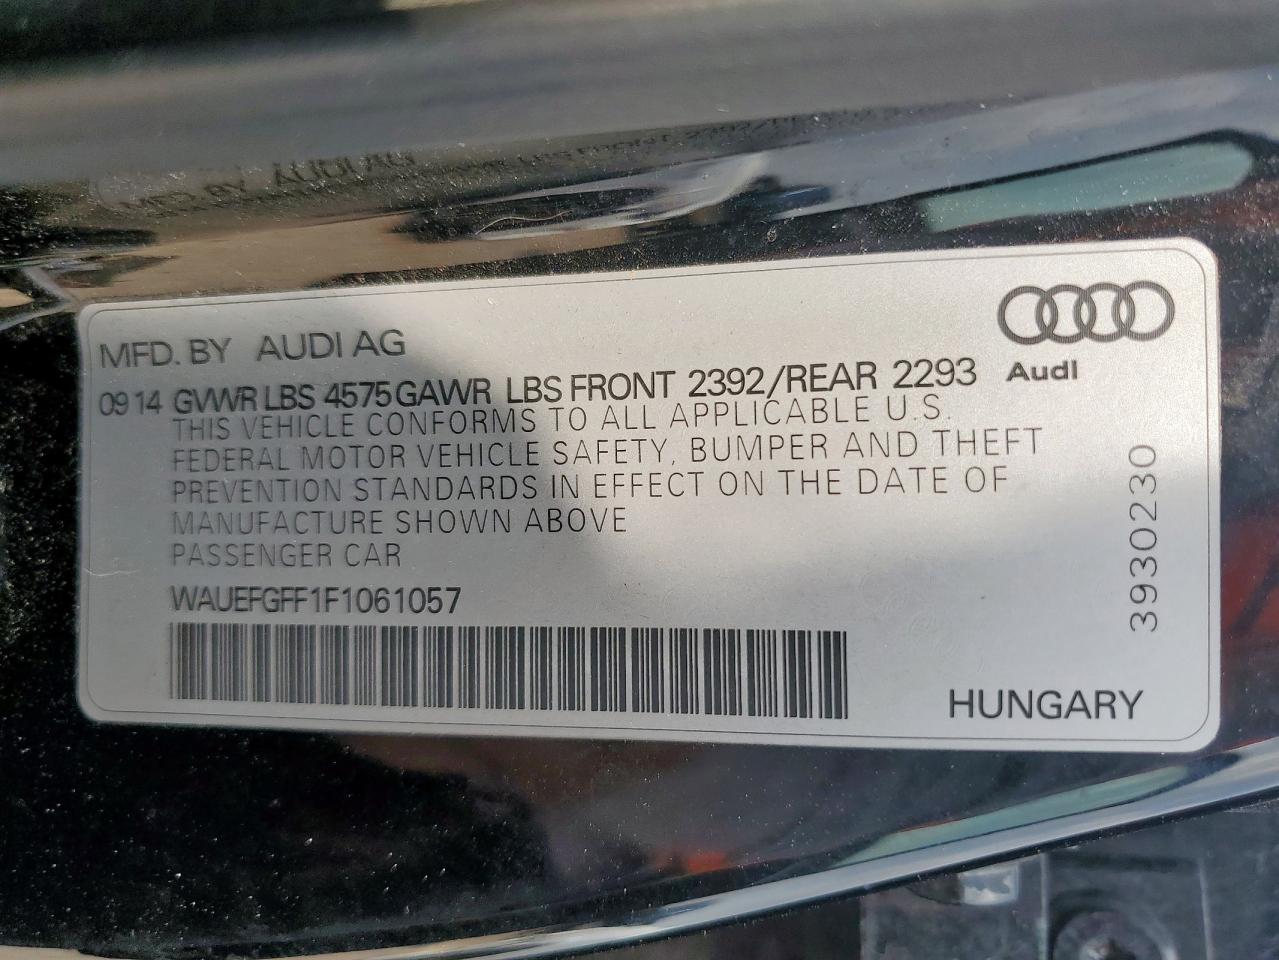 MFD. BY AUDI AG
Audi
0914 GVWR LBS 4575 GAWR LBS FRONT 2392/REAR 2293
THIS VEHICLE CONFORMS TO ALL APPLICABLE U.S.
FEDERAL MOTOR VEHICLE SAFETY, BUMPER AND THEFT
PREVENTION STANDARDS IN EFFECT ON THE DATE OF
MANUFACTURE SHOWN ABOVE
PASSENGER CAR
WAUEFGFF1F1061057
HUNGARY
3930230